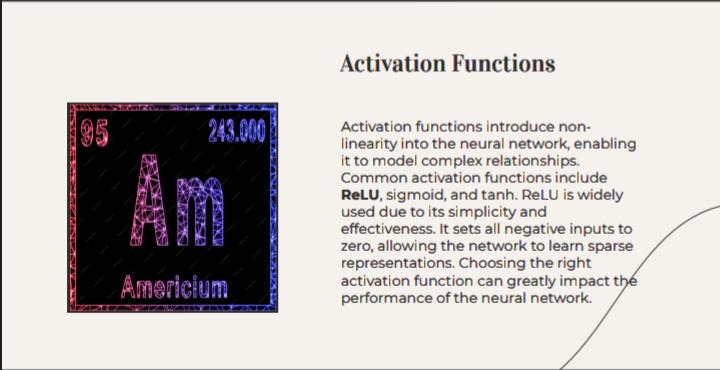 Activation Functions
95
243.000
Am
Americium
Activation functions introduce non-
linearity into the neural network, enabling
it to model complex relationships.
Common activation functions include
ReLU, sigmoid, and tanh. ReLU is widely
used due to its simplicity and
effectiveness. It sets all negative inputs to
zero, allowing the network to learn sparse
representations. Choosing the right
activation function can greatly impact the
performance of the neural network.